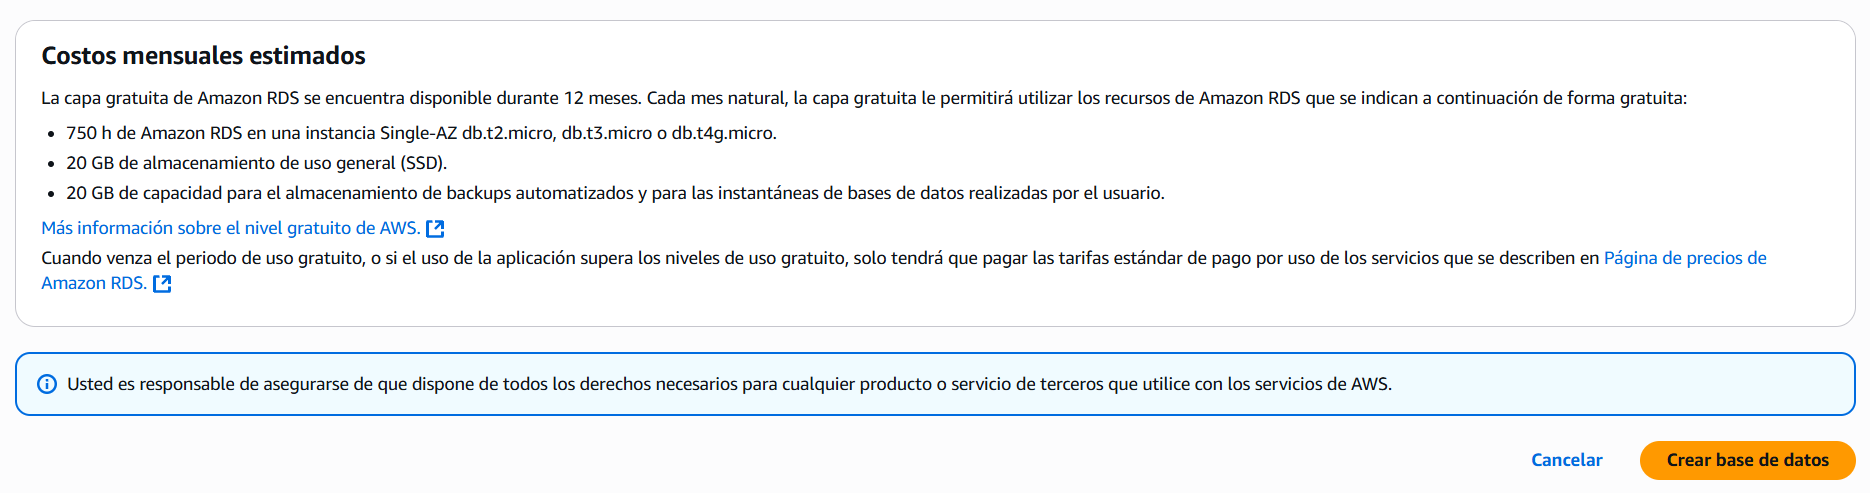 Costos mensuales estimados
La capa gratuita de Amazon RDS se encuentra disponible durante 12 meses. Cada mes natural, la capa gratuita le permitirá utilizar los recursos de Amazon RDS que se indican a continuación de forma gratuita:
• 750 h de Amazon RDS en una instancia Single-AZ db.t2.micro, db.t3.micro o db.t4g.micro.
• 20 GB de almacenamiento de uso general (SSD).
• 20 GB de capacidad para el almacenamiento de backups automatizados y para las instantáneas de bases de datos realizadas por el usuario.
Más información sobre el nivel gratuito de AWS.
Cuando venza el periodo de uso gratuito, o si el uso de la aplicación supera los niveles de uso gratuito, solo tendrá que pagar las tarifas estándar de pago por uso de los servicios que se describen en Página de precios de
Amazon RDS.
Usted es responsable de asegurarse de que dispone de todos los derechos necesarios para cualquier producto o servicio de terceros que utilice con los servicios de AWS.
Cancelar
Crear base de datos